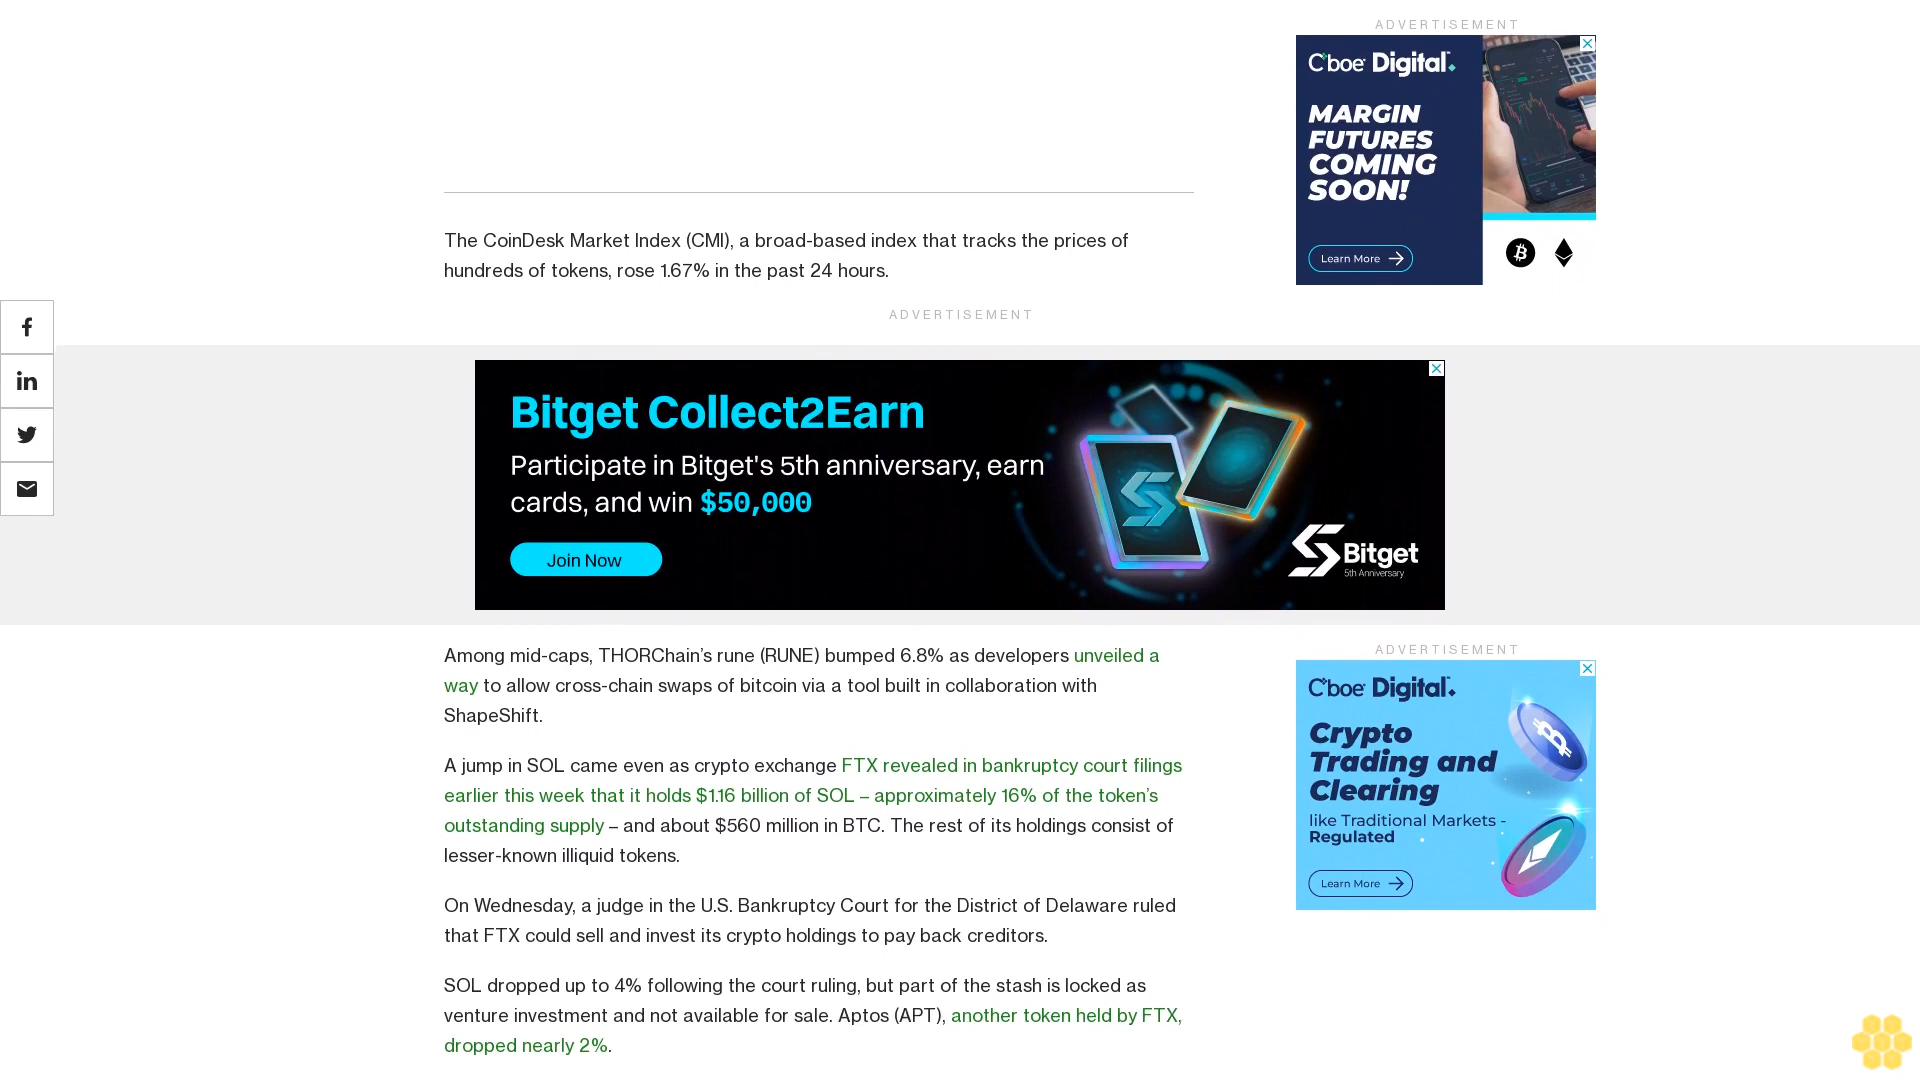 ADVERTISEMENT
Cboe Digital
MARGIN
FUTURES
COMING
SOON!
Learn More
The CoinDesk Market Index (CMI), a broad-based index that tracks the prices of
hundreds of tokens, rose 1.67% in the past 24 hours.
ADVERTISEMENT
Bitget Collect2Earn
Participate in Bitget's 5th anniversary, earn
cards, and win $50,000
Join Now
Bitget
5th Anniversary
Among mid-caps, THORChain’s rune (RUNE) bumped 6.8% as developers unveiled a
way to allow cross-chain swaps of bitcoin via a tool built in collaboration with
ShapeShift.
A jump in SOL came even as crypto exchange FTX revealed in bankruptcy court filings
earlier this week that it holds $1.16 billion of SOL – approximately 16% of the token’s
outstanding supply – and about $560 million in BTC. The rest of its holdings consist of
lesser-known illiquid tokens.
On Wednesday, a judge in the U.S. Bankruptcy Court for the District of Delaware ruled
that FTX could sell and invest its crypto holdings to pay back creditors.
SOL dropped up to 4% following the court ruling, but part of the stash is locked as
venture investment and not available for sale. Aptos (APT), another token held by FTX,
dropped nearly 2%.
ADVERTISEMENT
Cboe Digital
Crypto
Trading and
Clearing
like Traditional Markets -
Regulated
Learn More